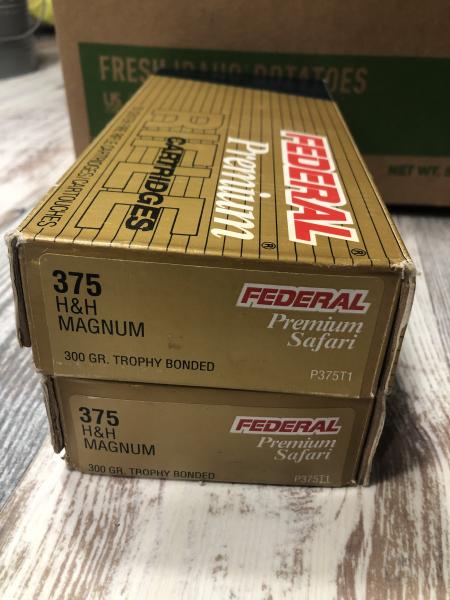 FRESH IDAHO POTATOES
US
NET WT.
FEDERAL®
Premium®
RIFLE
CARTRIDGES
375
H&H
MAGNUM
300 GR. TROPHY BONDED
FEDERAL
Premium
Safari
P375T1
375
H&H
MAGNUM
300 GR. TROPHY BONDED
FEDERAL
Premium
Safari
P375T1